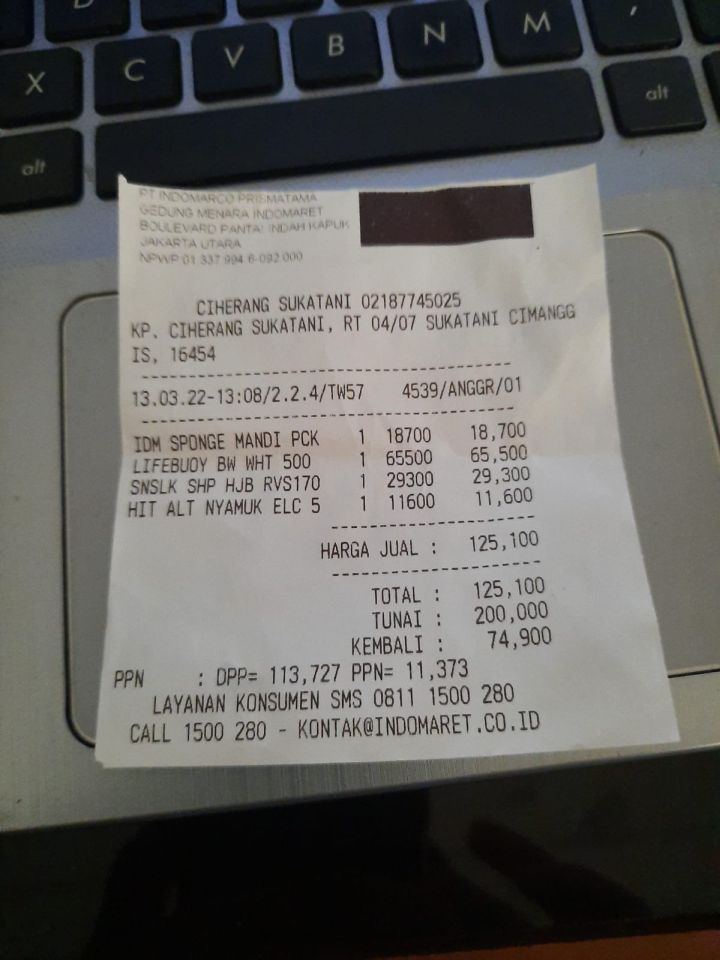 X C V B N M ,
alt alt
PT INDOMARCO PRISMATAMA
GEDUNG MENARA INDOMARET
BOULEVARD PANTAI INDAH KAPUK
JAKARTA UTARA
NPWP 01 337 994 6-092 000
CIHERANG SUKATANI 02187745025
KP. CIHERANG SUKATANI, RT 04/07 SUKATANI CIMANGG
IS, 16454
13.03.22-13:08/2.2.4/TW57 4539/ANGGR/01
IDM SPONGE MANDI PCK 1 18700 18,700
LIFEBUOY BW WHT 500 1 65500 65,500
SNSLK SHP HJB RVS170 1 29300 29,300
HIT ALT NYAMUK ELC 5 1 11600 11,600
HARGA JUAL : 125,100
TOTAL : 125,100
TUNAI : 200,000
KEMBALI : 74,900
PPN : DPP= 113,727 PPN= 11,373
LAYANAN KONSUMEN SMS 0811 1500 280
CALL 1500 280 - KONTAK@INDOMARET.CO.ID